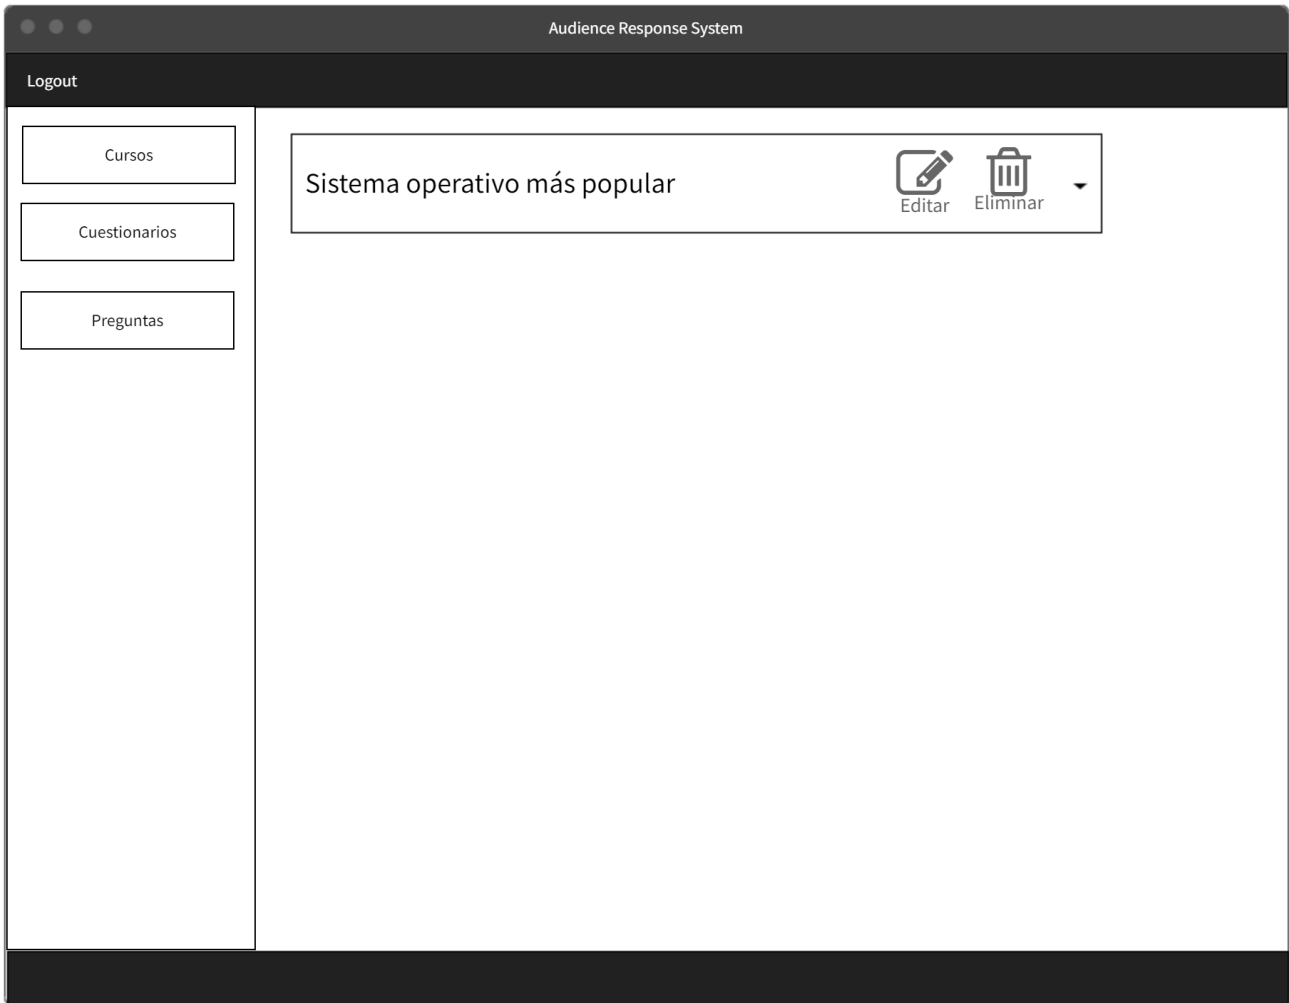 Audience Response System
Logout
Cursos
Cuestionarios
Preguntas
Sistema operativo más popular
Editar
Eliminar